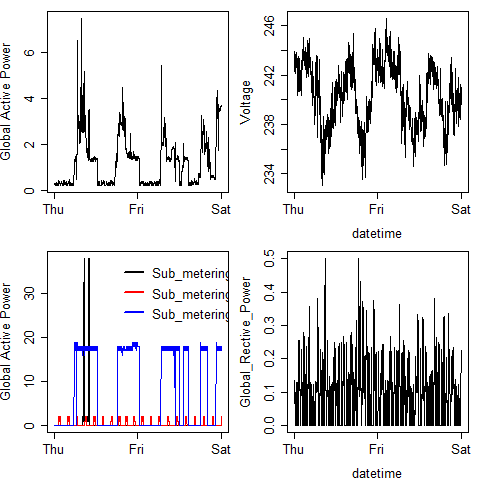 Global Active Power
6
4
2
0
Thu
Fri
Sat
Voltage
246
242
238
234
Thu
Fri
Sat
datetime
Global Active Power
30
20
10
0
Sub_metering
Sub_metering
Sub_metering
Thu
Fri
Sat
Global_Rective_Power
0.5
0.4
0.3
0.2
0.1
0.0
Thu
Fri
Sat
datetime